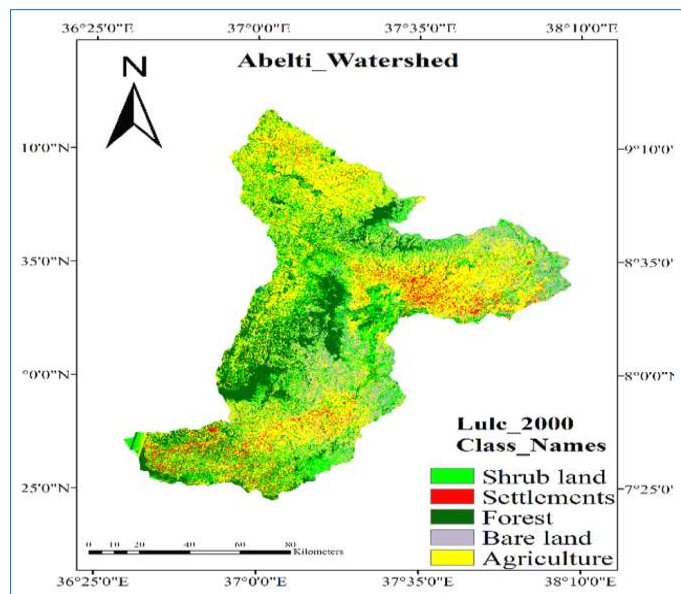 36°25'0"E 37°0'0"E 37°35'0"E 38°10'0"E
Abelti_Watershed
N
10'0"N 9°10'0'
35'0"N 8°35'0'
°0'0"N 8°0'0"N
25'0"N 7°25'0'
Lulc_2000
Class_Names
Shrub land
Settlements
Forest
Bare land
Agriculture
0 10 20 40 60 80
Kilometers
36°25'0"E 37°0'0"E 37°35'0"E 38°10'0"E